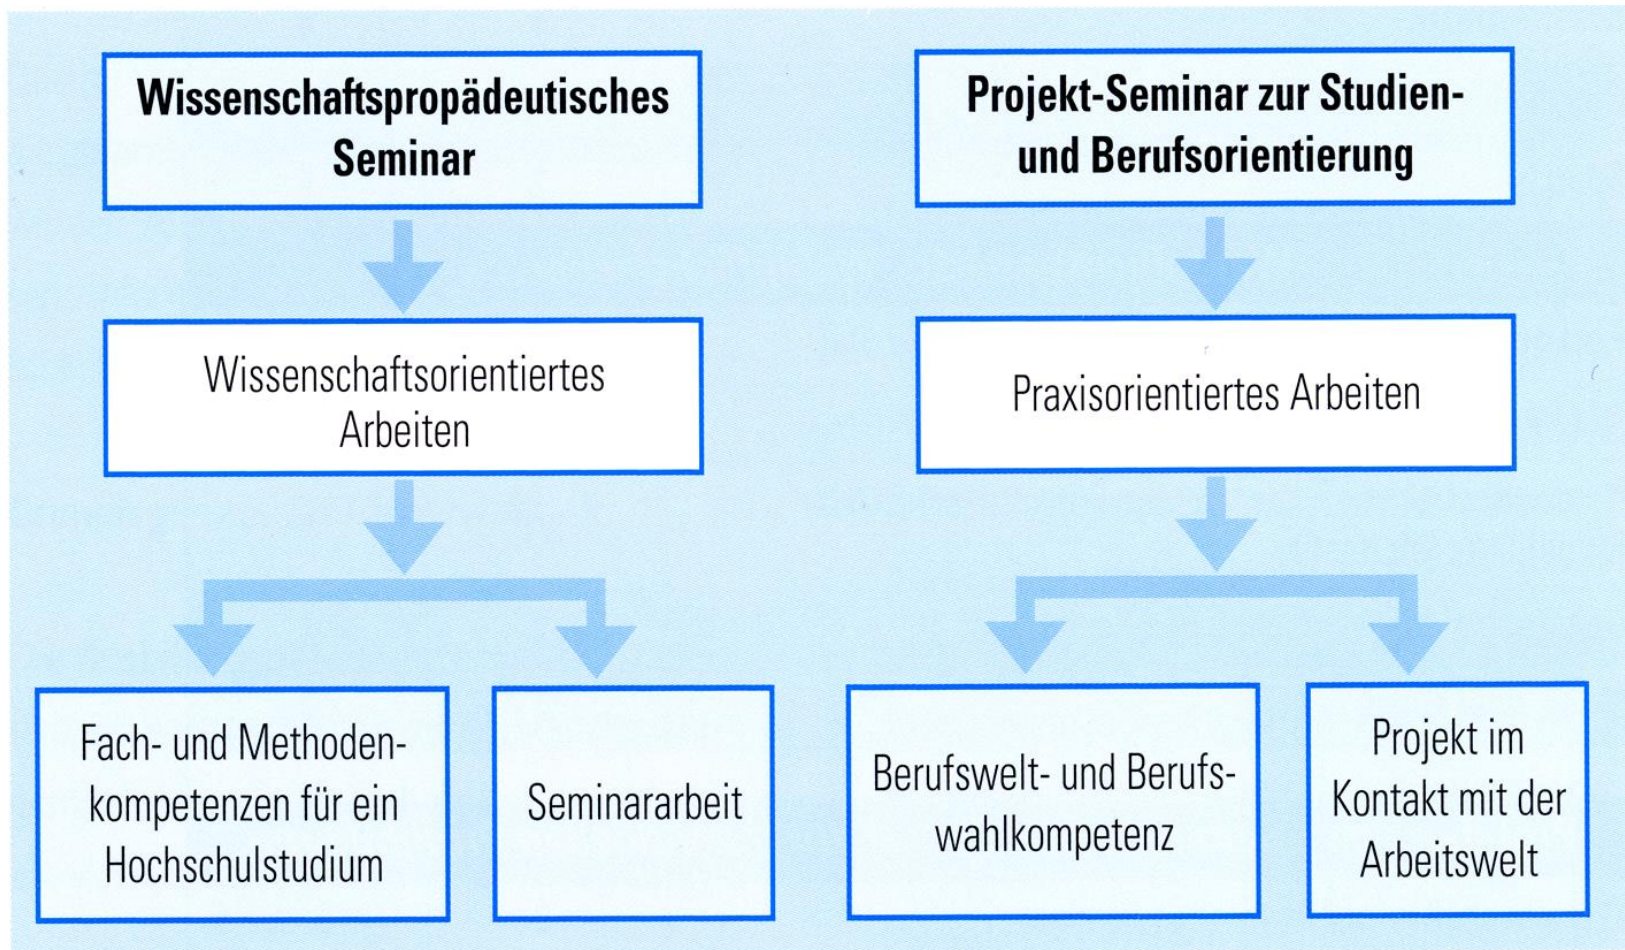 Wissenschaftspropädeutisches
Seminar
Projekt-Seminar zur Studien-
und Berufsorientierung
Wissenschaftsorientiertes
Arbeiten
Praxisorientiertes Arbeiten
Fach- und Methoden-
kompetenzen für ein
Hochschulstudium
Seminararbeit
Berufswelt- und Berufs-
wahlkompetenz
Projekt im
Kontakt mit der
Arbeitswelt